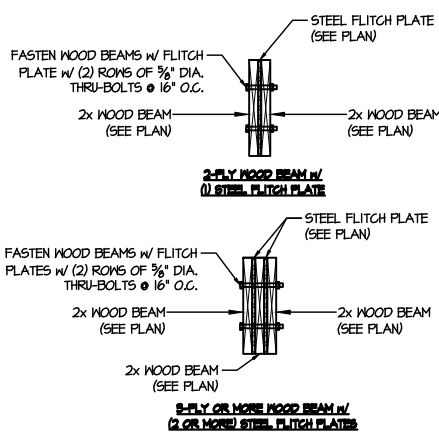 STEEL FLITCH PLATE
(SEE PLAN)
FASTEN WOOD BEAMS W/ FLITCH
PLATE W/ (2) ROWS OF 5/8" DIA.
THRU-BOLTS @ 16" O.C.
2x WOOD BEAM
(SEE PLAN)
2x WOOD BEAM
(SEE PLAN)
2-PLY WOOD BEAM W/
(1) STEEL FLITCH PLATE
STEEL FLITCH PLATE
(SEE PLAN)
FASTEN WOOD BEAMS W/ FLITCH
PLATES W/ (2) ROWS OF 5/8" DIA.
THRU-BOLTS @ 16" O.C.
2x WOOD BEAM
(SEE PLAN)
2x WOOD BEAM
(SEE PLAN)
2x WOOD BEAM
(SEE PLAN)
3-PLY OR MORE WOOD BEAM W/
(2 OR MORE) STEEL FLITCH PLATES